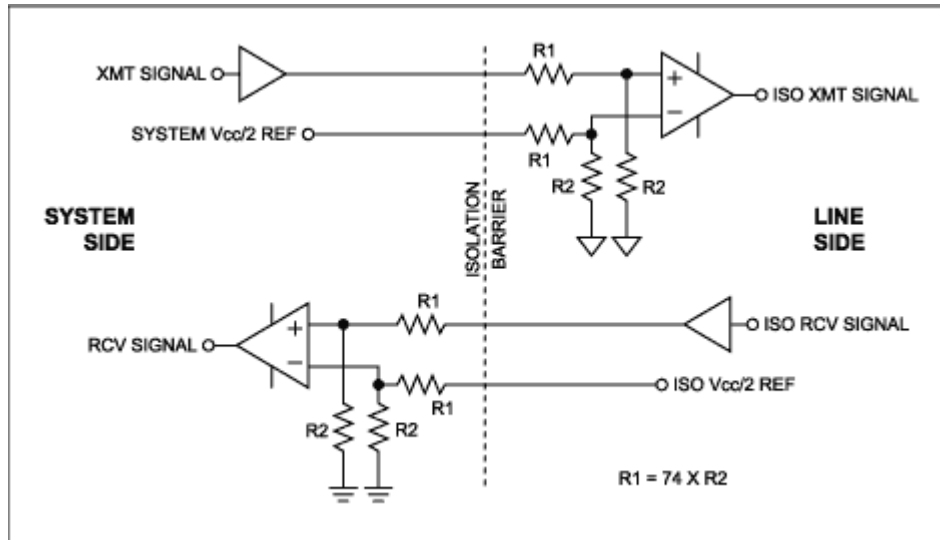 R1
XMT SIGNAL
+
ISO XMT SIGNAL
−
SYSTEM Vcc/2 REF
R1
R2
R2
SYSTEM
SIDE
ISOLATION
BARRIER
LINE
SIDE
R1
+
ISO RCV SIGNAL
RCV SIGNAL
−
ISO Vcc/2 REF
R1
R2
R2
R1 = 74 X R2